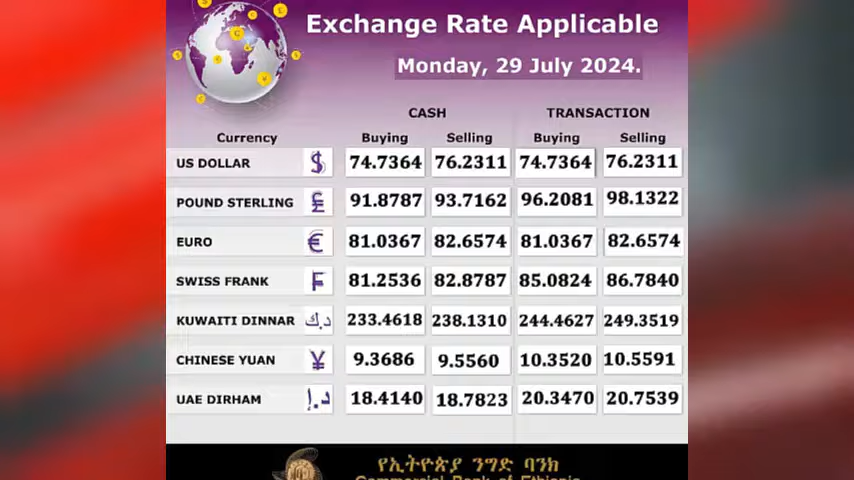 Exchange Rate Applicable
Monday, 29 July 2024.
CASH TRANSACTION
Currency Buying Selling Buying Selling
US DOLLAR $ 74.7364 76.2311 74.7364 76.2311
POUND STERLING £ 91.8787 93.7162 96.2081 98.1322
EURO € 81.0367 82.6574 81.0367 82.6574
SWISS FRANK F 81.2536 82.8787 85.0824 86.7840
KUWAITI DINNAR د.ك 233.4618 238.1310 244.4627 249.3519
CHINESE YUAN ¥ 9.3686 9.5560 10.3520 10.5591
UAE DIRHAM د.إ 18.4140 18.7823 20.3470 20.7539
የኢትዮጵያ ንግድ ባንክ
Commercial Bank of Ethiopia